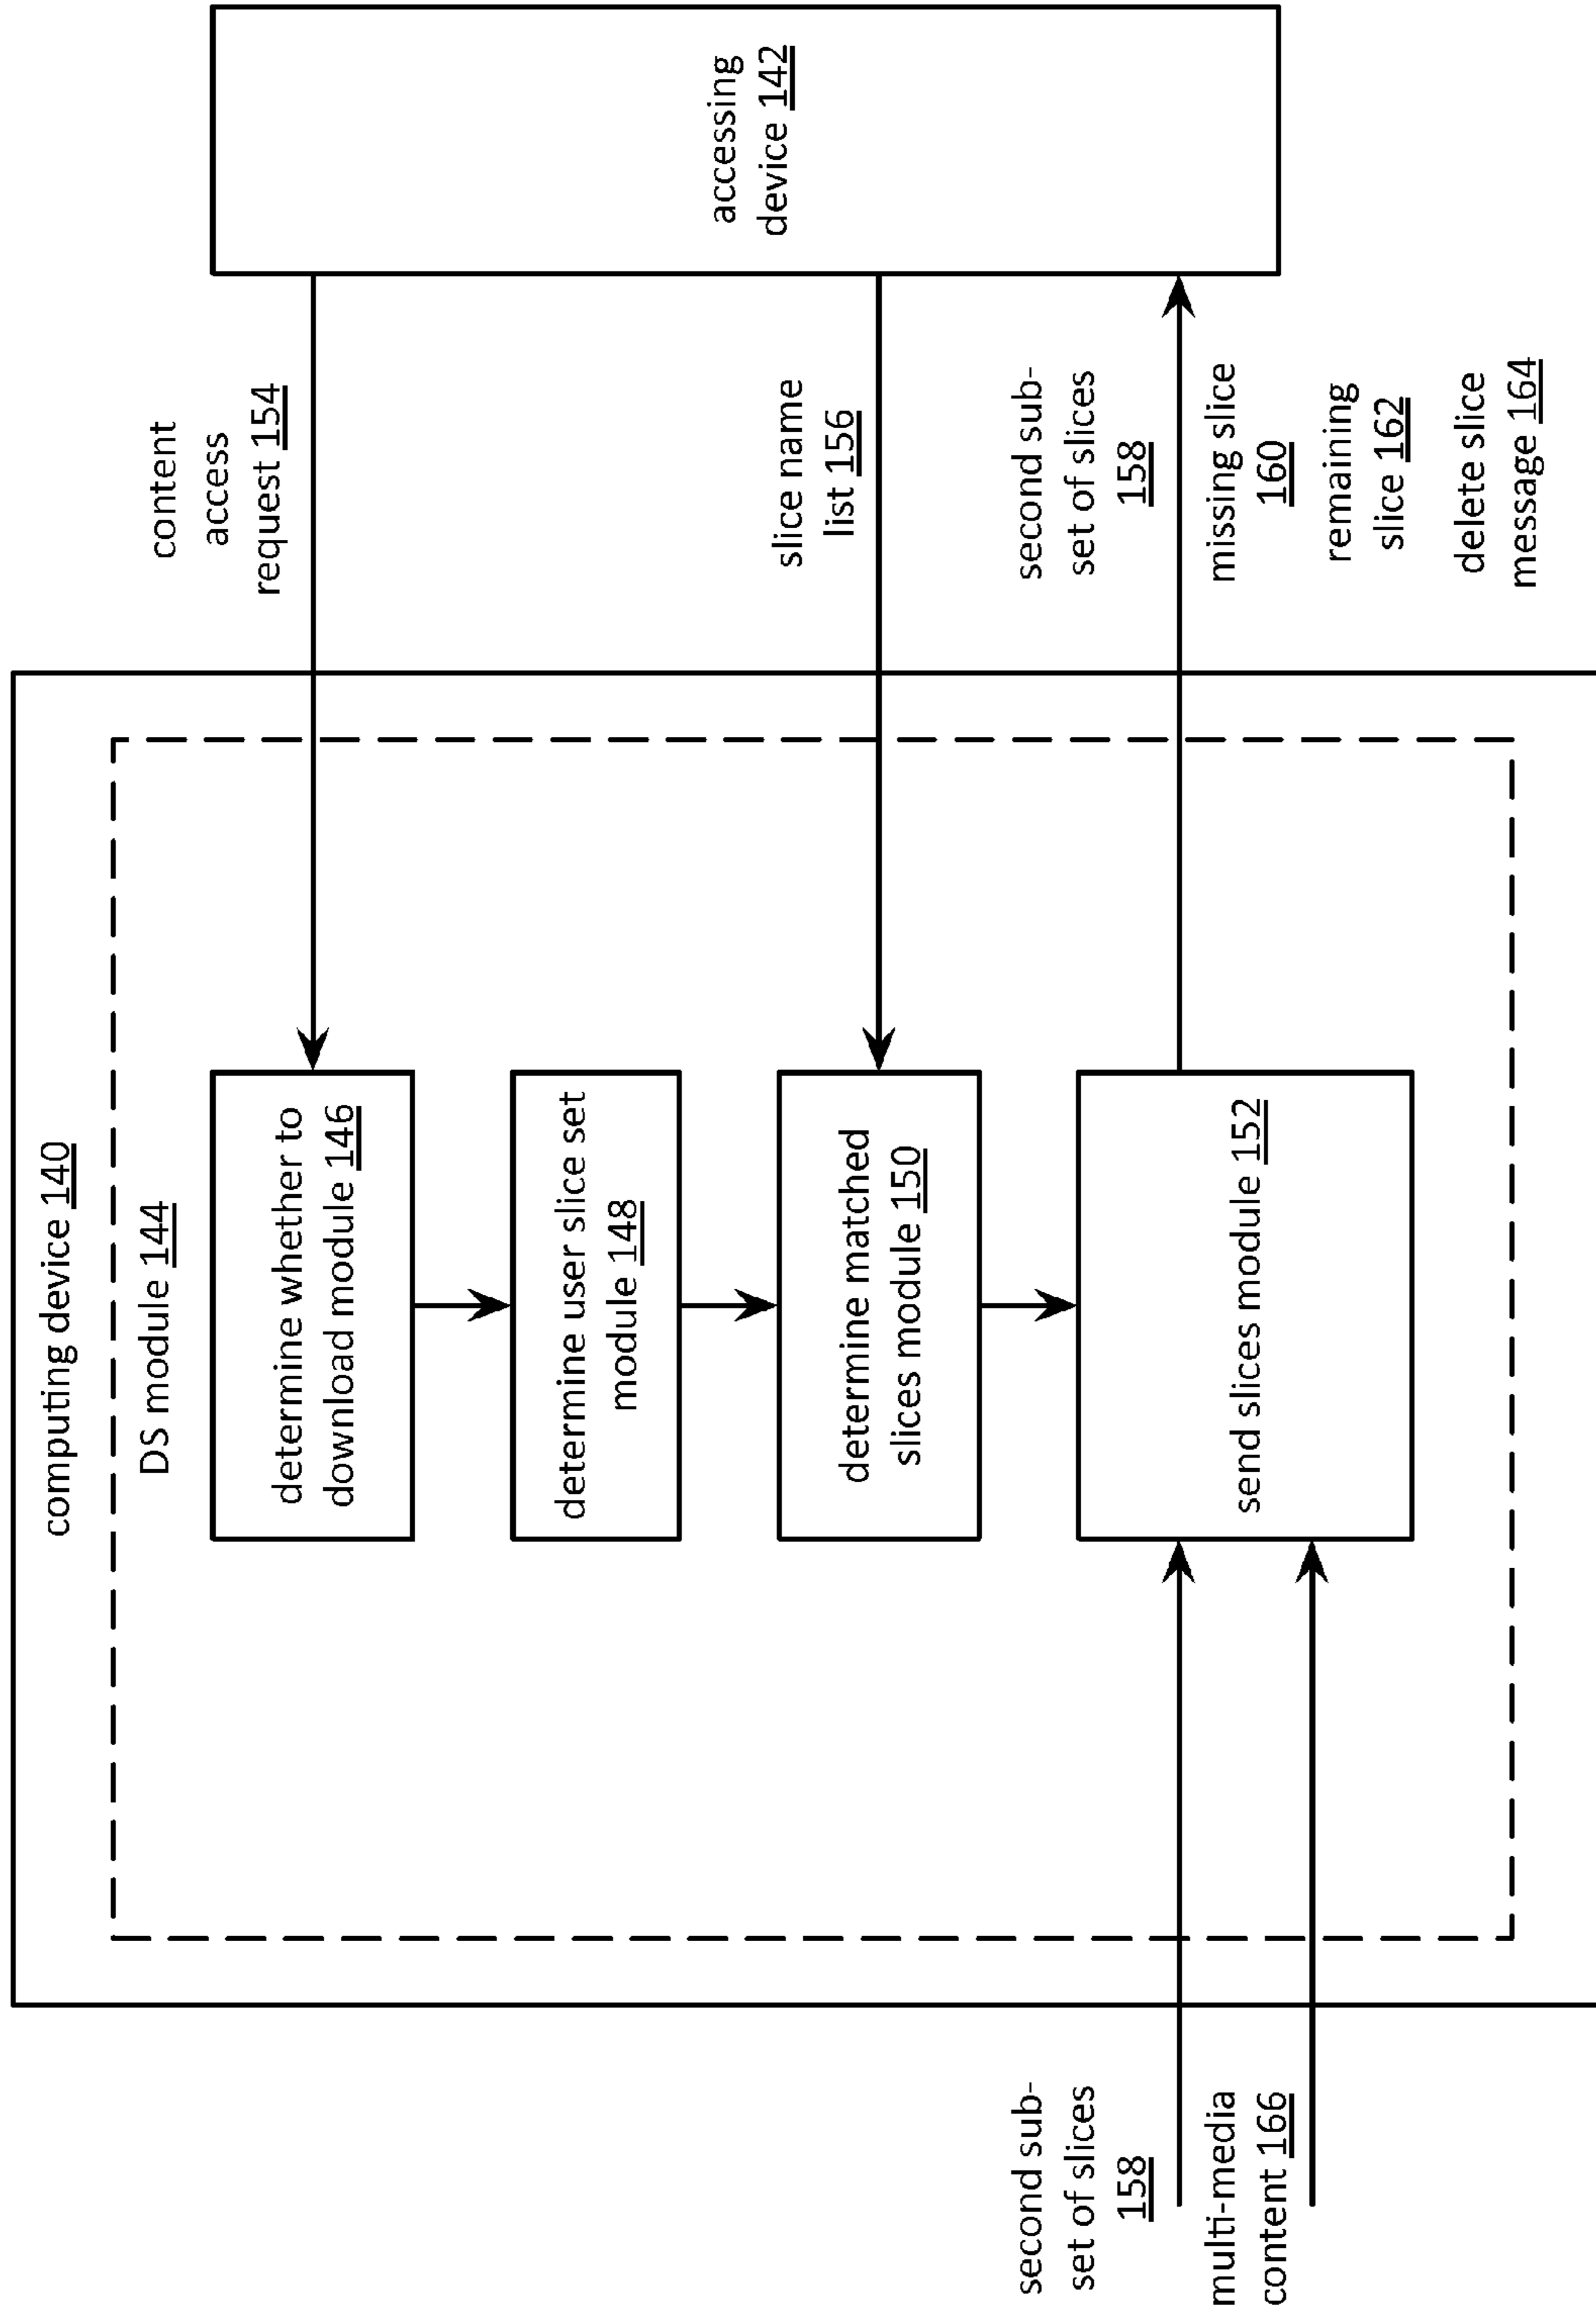 computing device 140
DS module 144
determine whether to
download module 146
determine user slice set
module 148
determine matched
slices module 150
send slices module 152
second sub-
set of slices
158
multi-media
content 166
content
access
request 154
slice name
list 156
second sub-
set of slices
158
missing slice
160
remaining
slice 162
delete slice
message 164
accessing
device 142